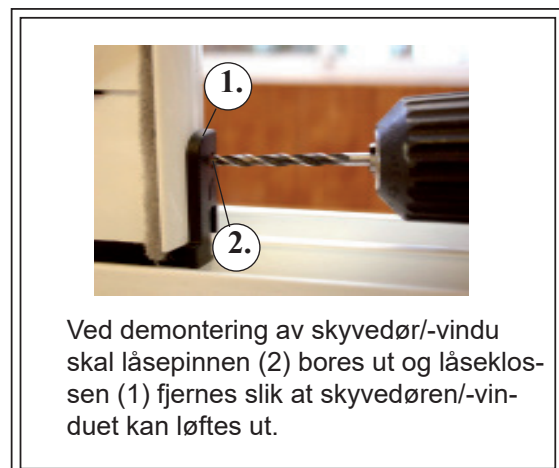 1.
2.
Ved demontering av skyvedør/-vindu
skal låsepinnen (2) bores ut og låseklos-
sen (1) fjernes slik at skyvedøren/-vin-
duet kan løftes ut.